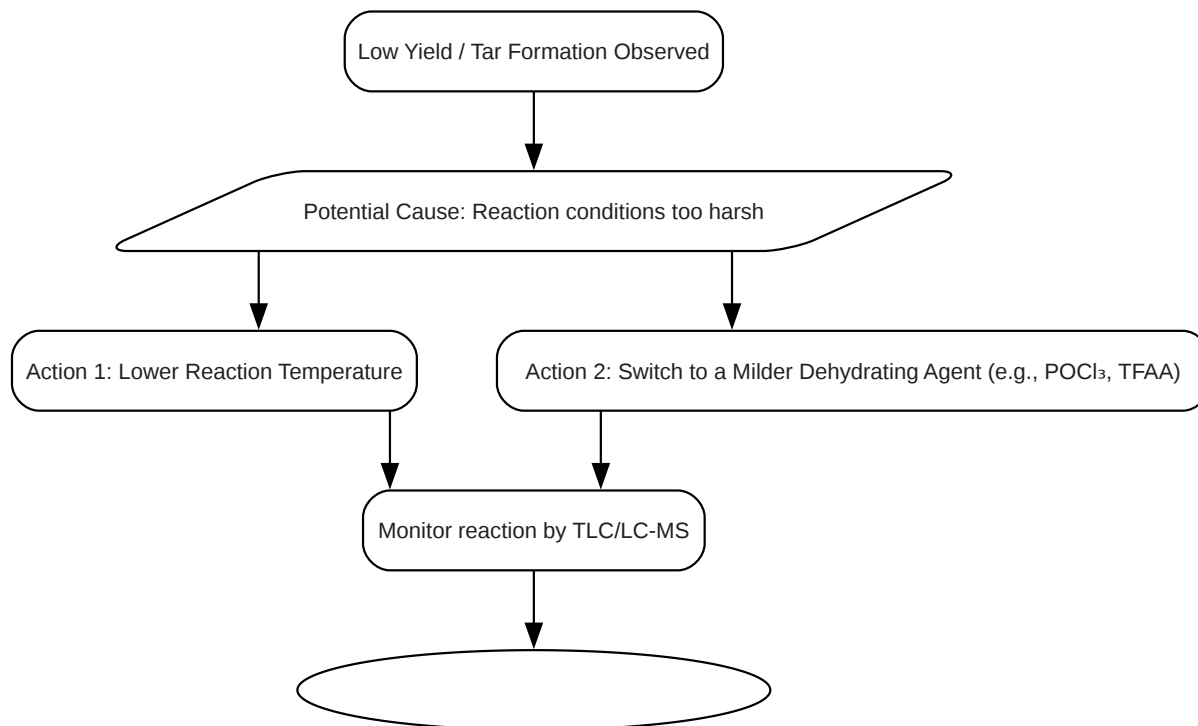 Low Yield / Tar Formation Observed
Potential Cause: Reaction conditions too harsh
Action 1: Lower Reaction Temperature
Action 2: Switch to a Milder Dehydrating Agent (e.g., POCl₃, TFAA)
Monitor reaction by TLC/LC-MS